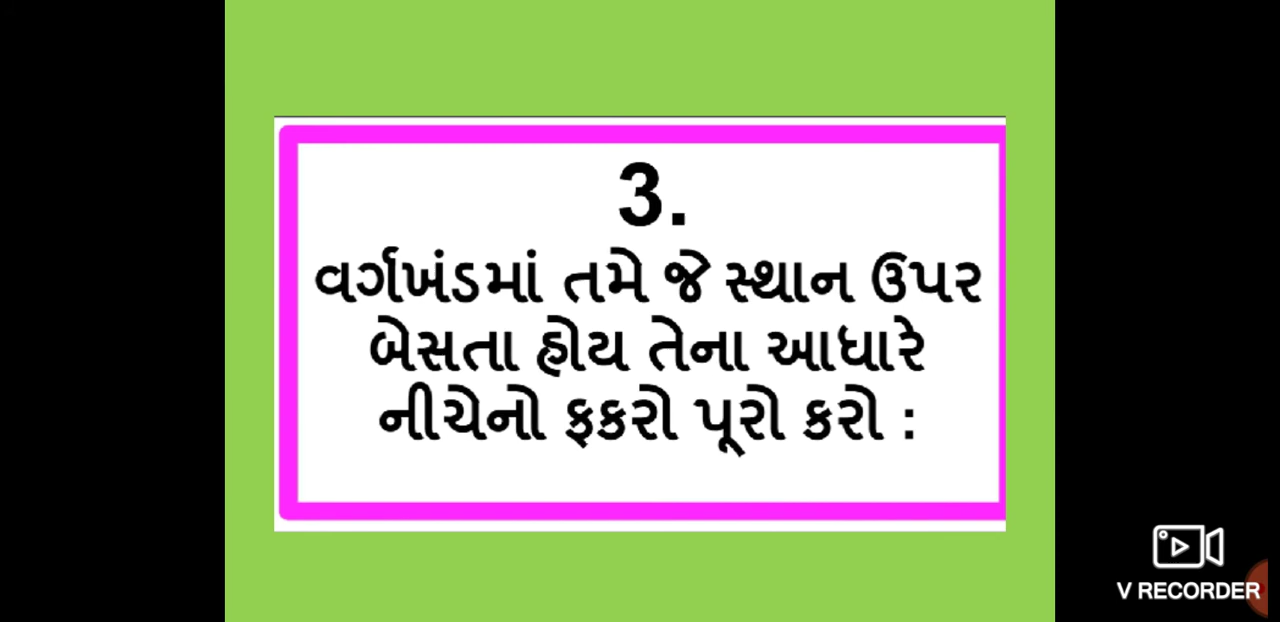 3.
વર્ગખંડમાં તમે જે સ્થાન ઉપર
બેસતા હોય તેના આધારે
નીચેનો ફકરો પૂરો કરો :
V RECORDER